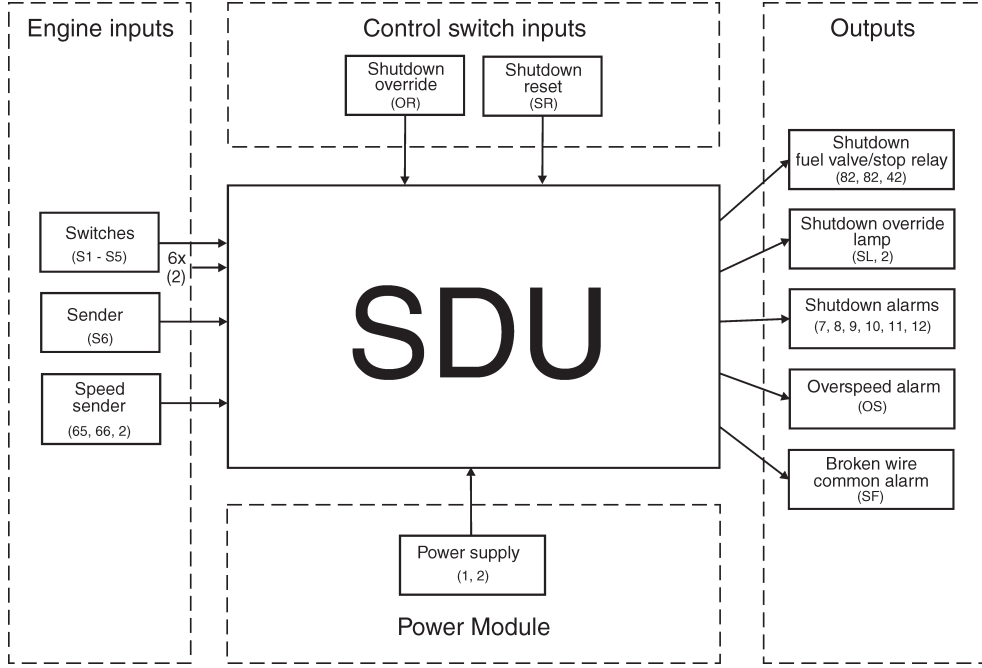 Engine inputs
Control switch inputs
Outputs
Shutdown
override
(OR)
Shutdown
reset
(SR)
Switches
(S1 - S5)
6x
(2)
Sender
(S6)
Speed
sender
(65, 66, 2)
SDU
Shutdown
fuel valve/stop relay
(82, 82, 42)
Shutdown override
lamp
(SL, 2)
Shutdown alarms
(7, 8, 9, 10, 11, 12)
Overspeed alarm
(OS)
Broken wire
common alarm
(SF)
Power supply
(1, 2)
Power Module